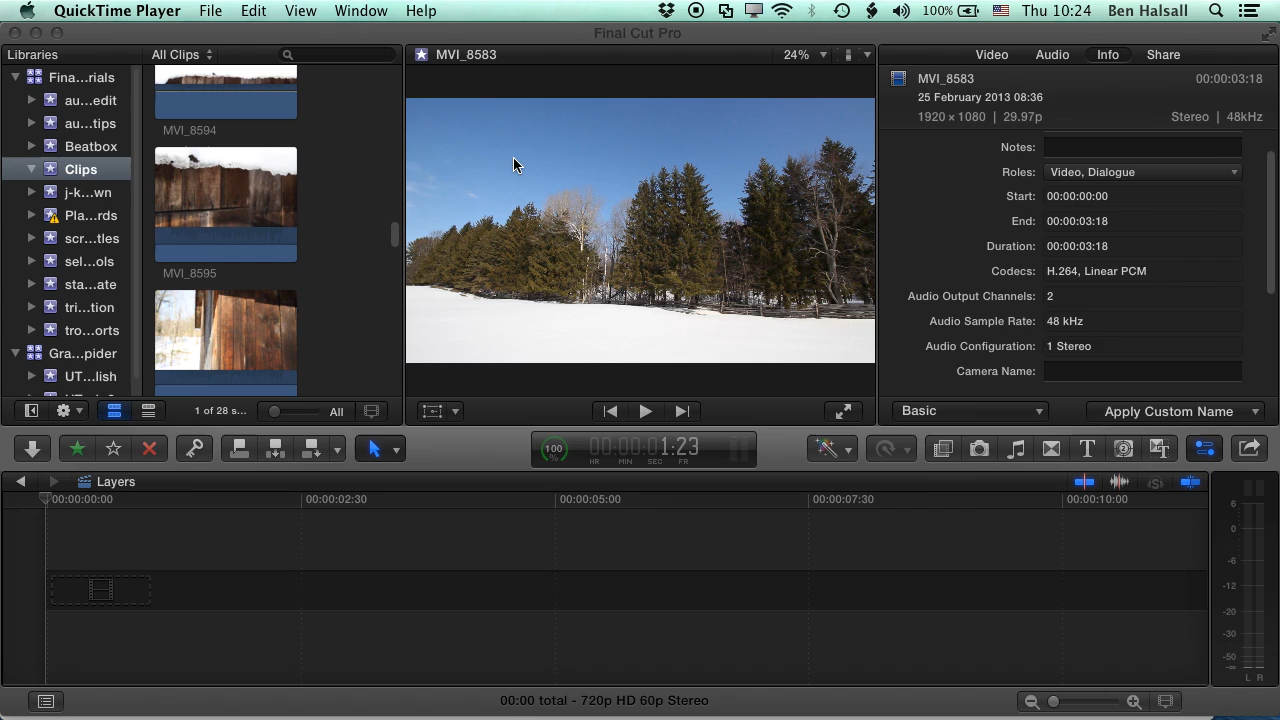 QuickTime Player File Edit View Window Help 100% Thu 10:24 Ben Halsall
Final Cut Pro
Libraries All Clips MVI_8583 24% Video Audio Info Share
Fina...rials
au...edit
au...tips
Beatbox
Clips
j-k...wn
Pla...rds
scr...tles
sel...ols
sta...ate
tri...tion
tro...orts
Gra...pider
UT...lish
MVI_8594
MVI_8595
MVI_8583 00:00:03:18
25 February 2013 08:36
1920 × 1080 | 29.97p Stereo | 48kHz
Notes:
Roles: Video, Dialogue
Start: 00:00:00:00
End: 00:00:03:18
Duration: 00:00:03:18
Codecs: H.264, Linear PCM
Audio Output Channels: 2
Audio Sample Rate: 48 kHz
Audio Configuration: 1 Stereo
Camera Name:
1 of 28 s... All Basic Apply Custom Name
100 % 00:00:01:23
HR MIN SEC FR
Layers
00:00:00:00 00:00:02:30 00:00:05:00 00:00:07:30 00:00:10:00
6
0
-6
-12
-20
-30
-50
-∞
L R
00:00 total - 720p HD 60p Stereo